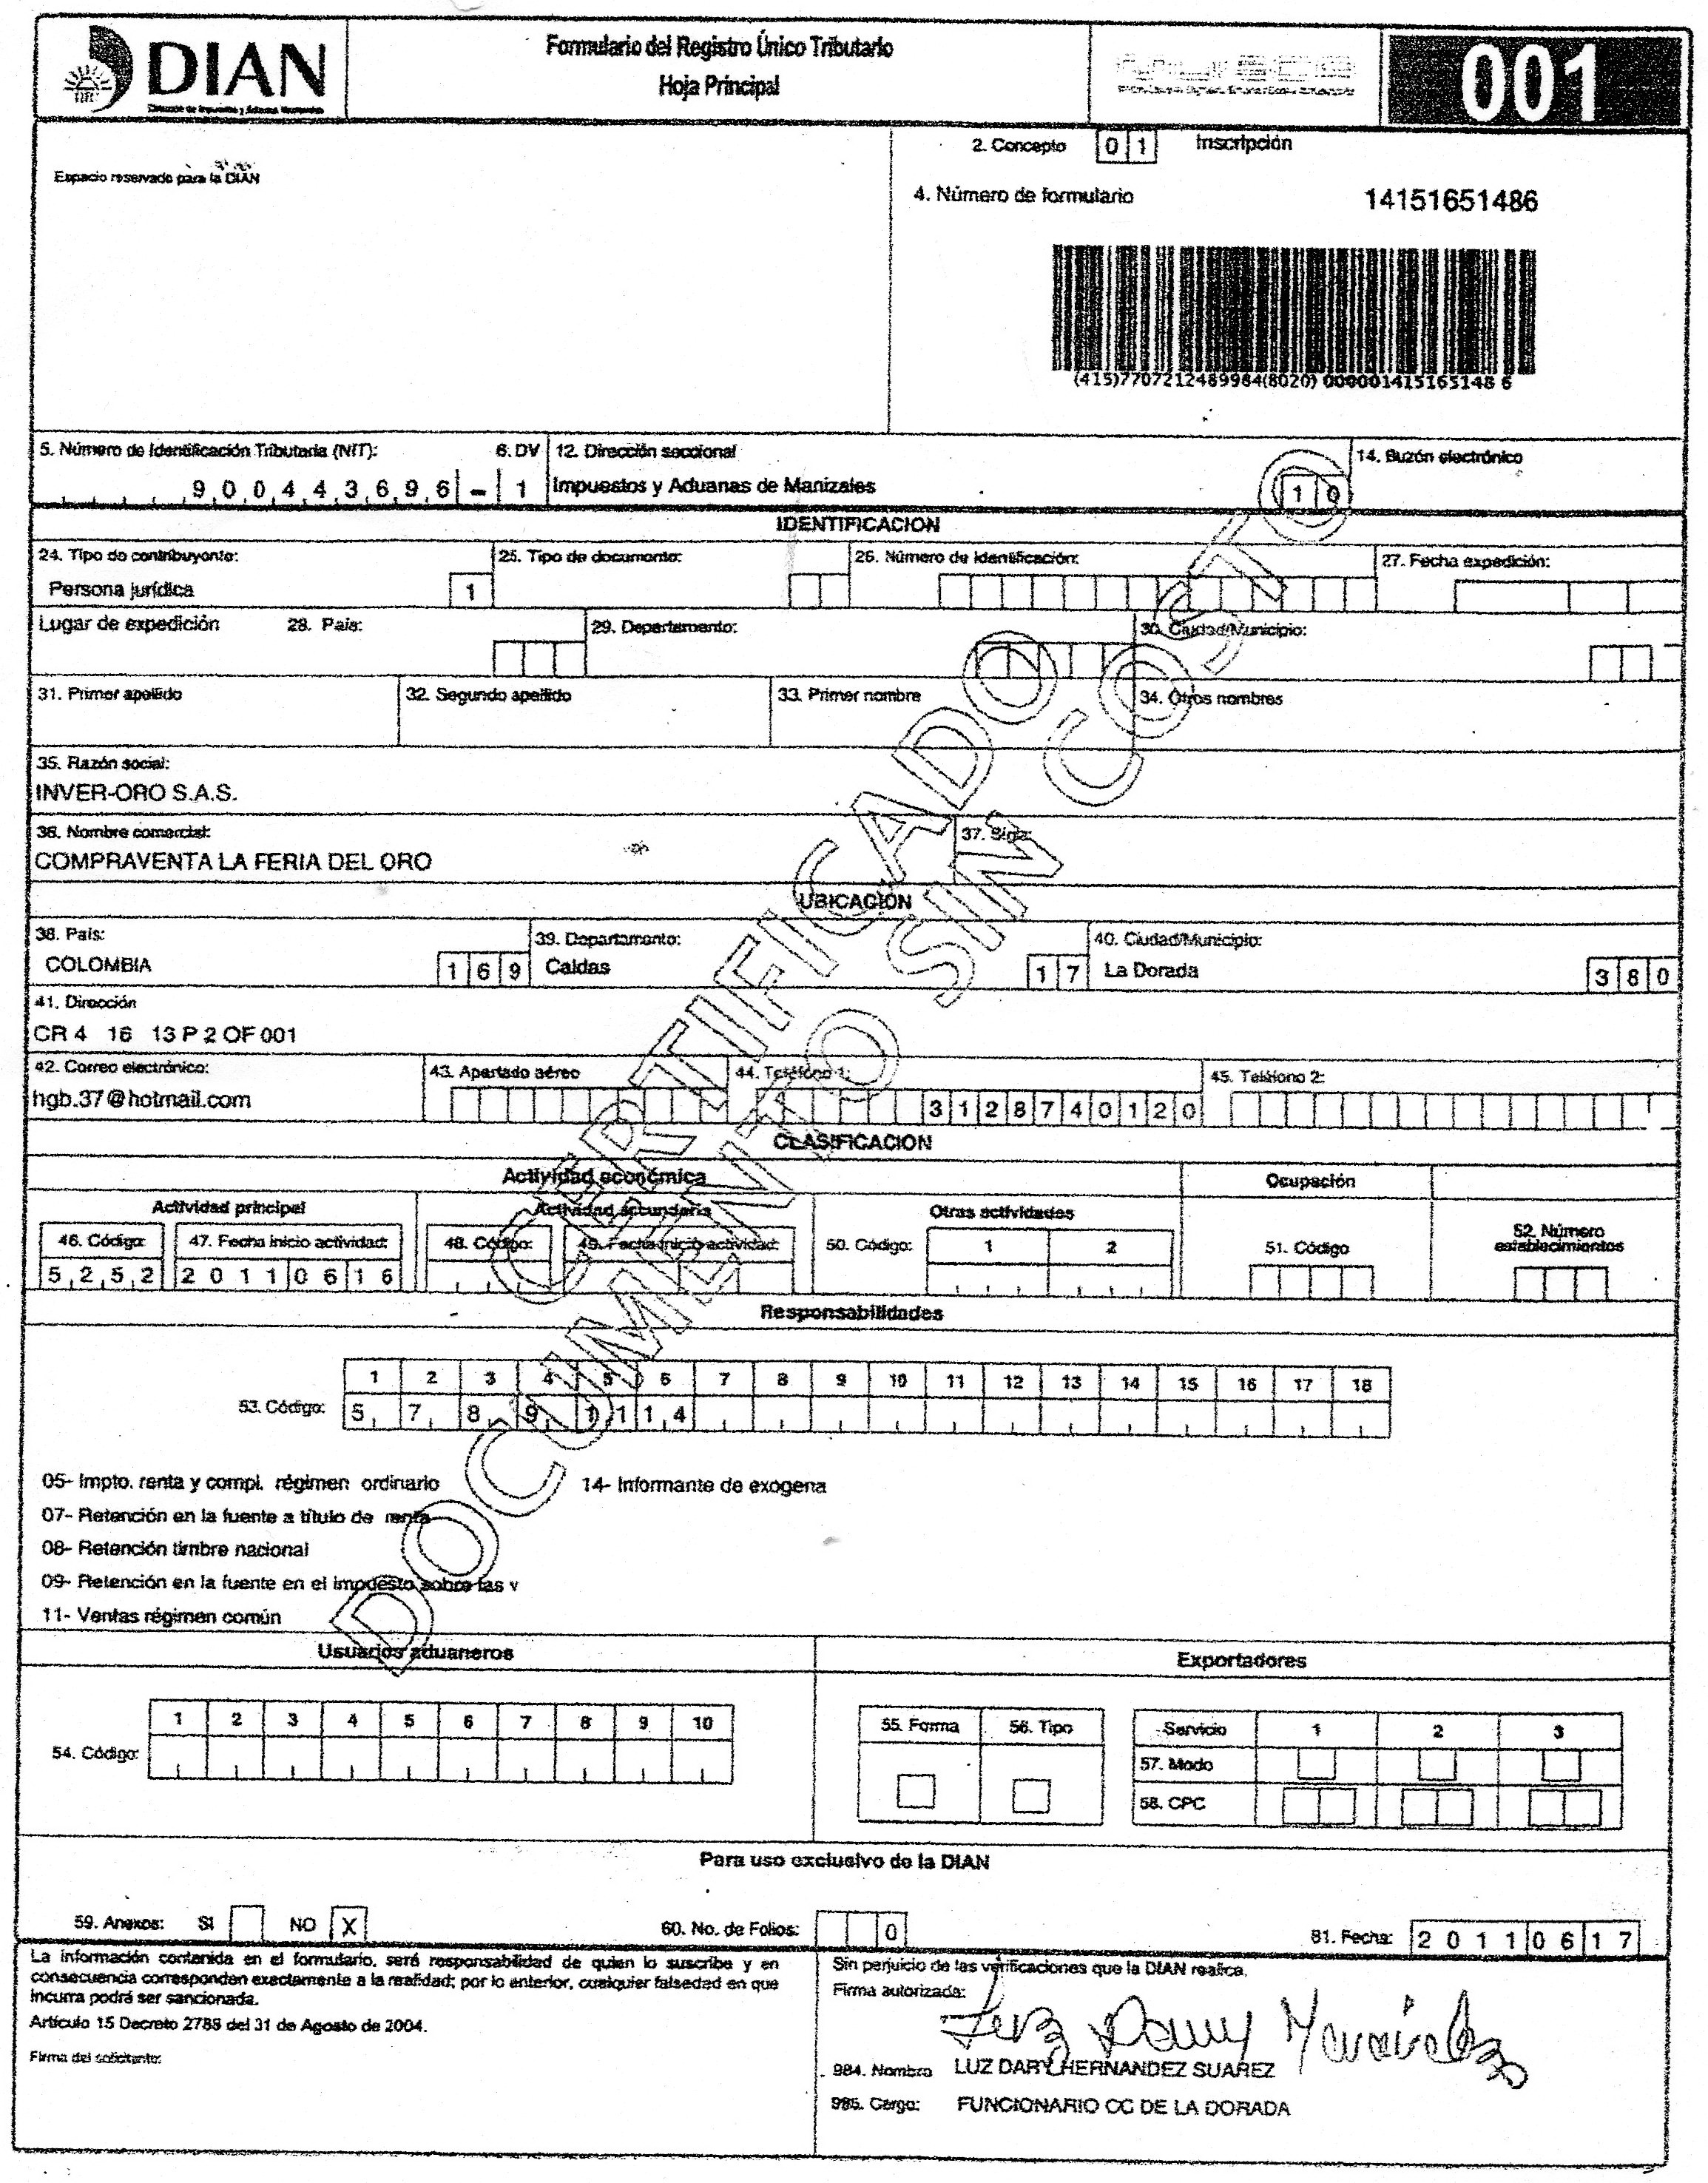 DIAN
Dirección de Impuestos y Aduanas Nacionales
Formulario del Registro Único Tributario
Hoja Principal
001
2. Concepto 0 1 Inscripción
Espacio reservado para la DIAN
4. Número de formulario 14151651486
(415)7707212489984(8020) 000001415165148 6
5. Número de Identificación Tributaria (NIT): 6. DV 12. Dirección seccional 14. Buzón electrónico
9 0 0 4 4 3 6 9 6 - 1 Impuestos y Aduanas de Manizales 1 0
IDENTIFICACION
24. Tipo de contribuyente: 25. Tipo de documento: 26. Número de Identificación: 27. Fecha expedición:
Persona jurídica 1
Lugar de expedición 28. País: 29. Departamento: 30. Ciudad/Municipio:
31. Primer apellido 32. Segundo apellido 33. Primer nombre 34. Otros nombres
35. Razón social:
INVER-ORO S.A.S.
36. Nombre comercial: 37. Sigla:
COMPRAVENTA LA FERIA DEL ORO
UBICACION
38. País: 39. Departamento: 40. Ciudad/Municipio:
COLOMBIA 1 6 9 Caldas 1 7 La Dorada 3 8 0
41. Dirección
CR 4 16 13 P 2 OF 001
42. Correo electrónico: 43. Apartado aéreo 44. Teléfono 1: 45. Teléfono 2:
hgb.37@hotmail.com 3 1 2 8 7 4 0 1 2 0
CLASIFICACION
Actividad económica Ocupación
Actividad principal Actividad secundaria Otras actividades 52. Número
46. Código: 47. Fecha inicio actividad: 48. Código: 49. Fecha inicio actividad: 50. Código: 1 2 51. Código establecimientos
5 2 5 2 2 0 1 1 0 6 1 6
Responsabilidades
1 2 3 4 5 6 7 8 9 10 11 12 13 14 15 16 17 18
53. Código: 5 7 8 9 1 1 1 4
05- Impto. renta y compl. régimen ordinario 14- Informante de exogena
07- Retención en la fuente a título de renta
08- Retención timbre nacional
09- Retención en la fuente en el impuesto sobre las v
11- Ventas régimen común
Usuarios aduaneros Exportadores
1 2 3 4 5 6 7 8 9 10 55. Forma 56. Tipo Servicio 1 2 3
54. Código: 57. Modo
58. CPC
CERTIFICADO
DOCUMENTO SIN COSTO
Para uso exclusivo de la DIAN
59. Anexos: SI NO X 60. No. de Folios: 0 61. Fecha: 2 0 1 1 0 6 1 7
La información contenida en el formulario, será responsabilidad de quien lo suscribe y en
consecuencia corresponden exactamente a la realidad; por lo anterior, cualquier falsedad en que
incurra podrá ser sancionada.
Artículo 15 Decreto 2788 del 31 de Agosto de 2004.
Firma del solicitante:
Sin perjuicio de las verificaciones que la DIAN realice.
Firma autorizada:
Luz Dary Hernández
984. Nombre LUZ DARY HERNANDEZ SUAREZ
985. Cargo: FUNCIONARIO CC DE LA DORADA